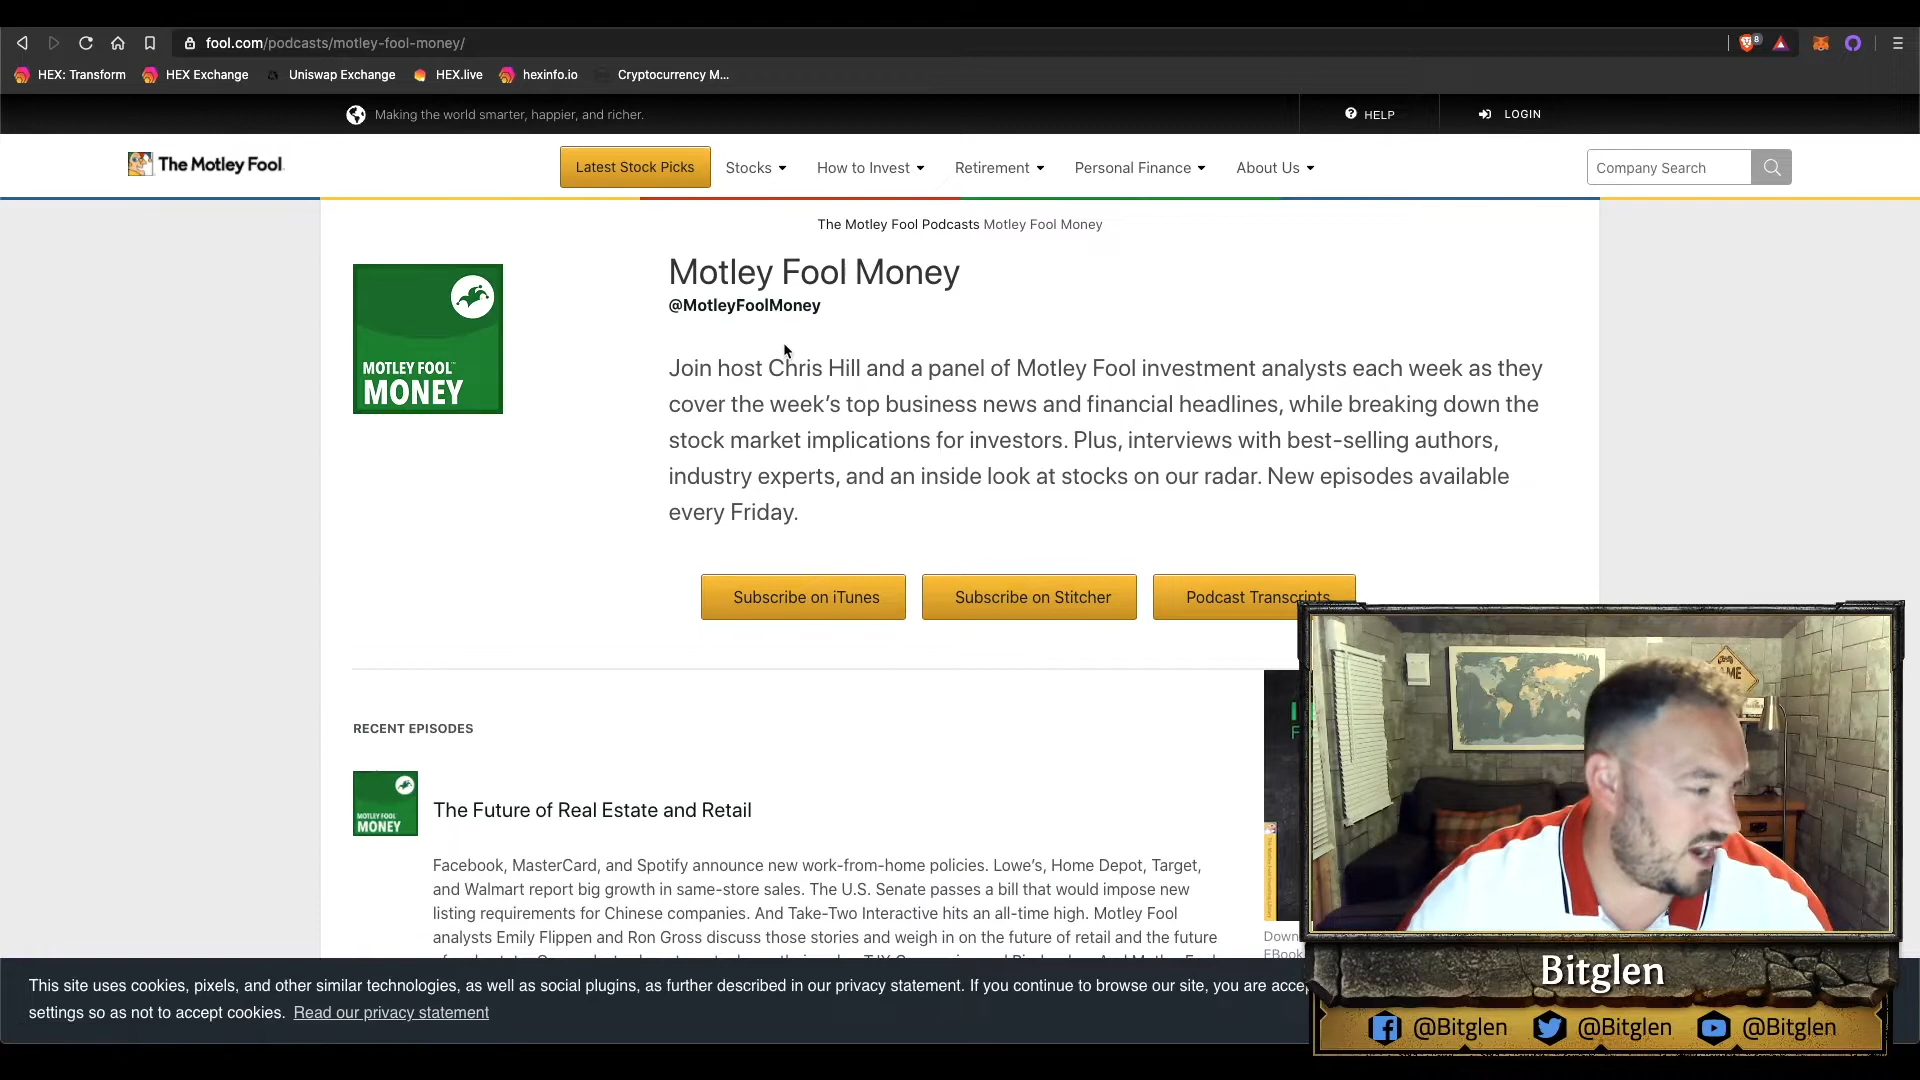 fool.com/podcasts/motley-fool-money/
8
HEX: Transform HEX Exchange Uniswap Exchange HEX.live hexinfo.io Cryptocurrency M...
Making the world smarter, happier, and richer. HELP LOGIN
The Motley Fool Latest Stock Picks Stocks How to Invest Retirement Personal Finance About Us Company Search
The Motley Fool Podcasts Motley Fool Money
Motley Fool Money
@MotleyFoolMoney
MOTLEY FOOL™
MONEY
Join host Chris Hill and a panel of Motley Fool investment analysts each week as they
cover the week's top business news and financial headlines, while breaking down the
stock market implications for investors. Plus, interviews with best-selling authors,
industry experts, and an inside look at stocks on our radar. New episodes available
every Friday.
Subscribe on iTunes Subscribe on Stitcher Podcast Transcripts
RECENT EPISODES
MOTLEY FOOL
MONEY
The Future of Real Estate and Retail
Facebook, MasterCard, and Spotify announce new work-from-home policies. Lowe's, Home Depot, Target,
and Walmart report big growth in same-store sales. The U.S. Senate passes a bill that would impose new
listing requirements for Chinese companies. And Take-Two Interactive hits an all-time high. Motley Fool
analysts Emily Flippen and Ron Gross discuss those stories and weigh in on the future of retail and the future
Down
EBook
This site uses cookies, pixels, and other similar technologies, as well as social plugins, as further described in our privacy statement. If you continue to browse our site, you are accep
settings so as not to accept cookies. Read our privacy statement
Bitglen
@Bitglen @Bitglen @Bitglen